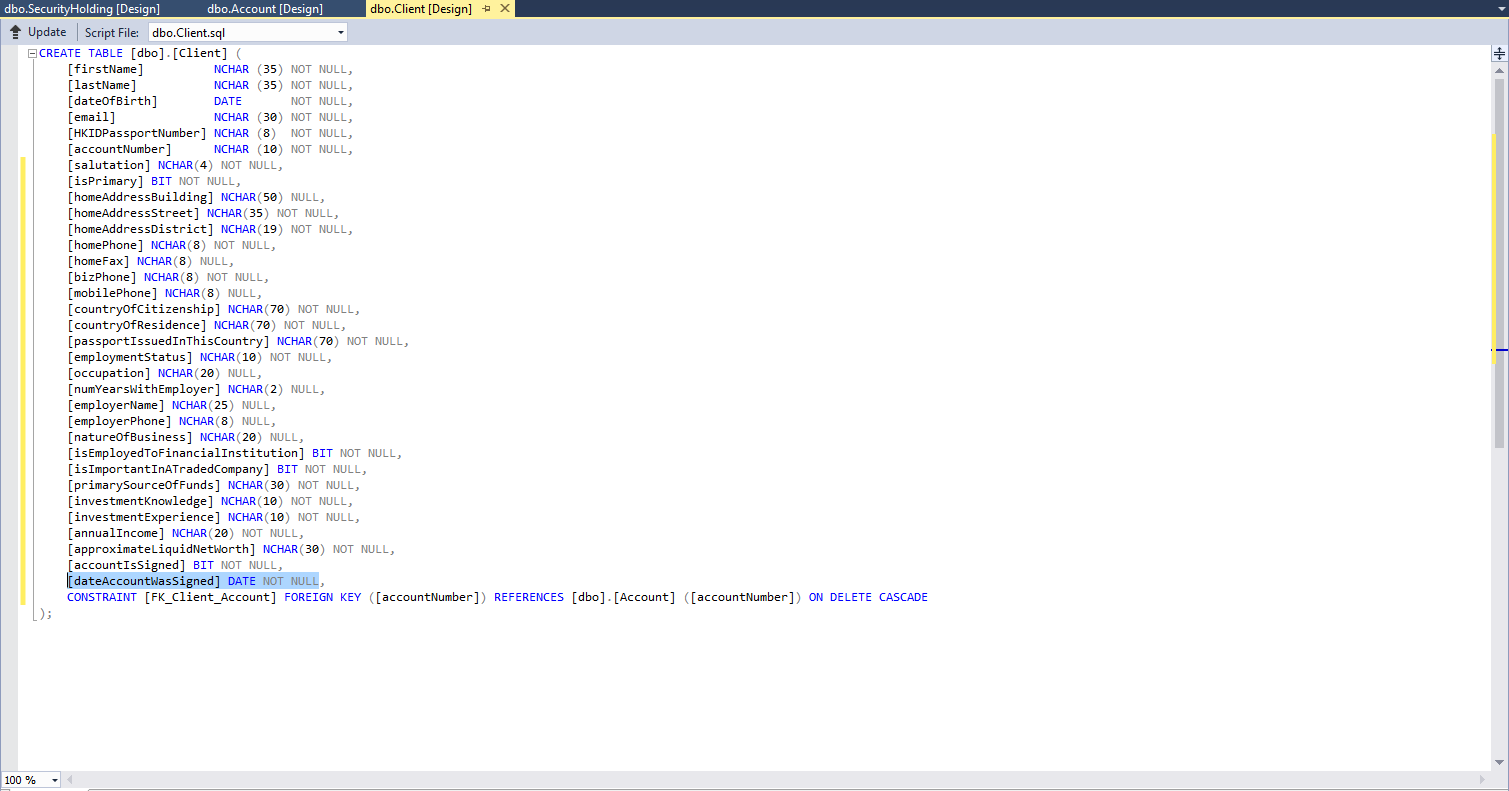 dbo.SecurityHolding [Design] dbo.Account [Design] dbo.Client [Design]
Update Script File: dbo.Client.sql
CREATE TABLE [dbo].[Client] (
[firstName] NCHAR (35) NOT NULL,
[lastName] NCHAR (35) NOT NULL,
[dateOfBirth] DATE NOT NULL,
[email] NCHAR (30) NOT NULL,
[HKIDPassportNumber] NCHAR (8) NOT NULL,
[accountNumber] NCHAR (10) NOT NULL,
[salutation] NCHAR(4) NOT NULL,
[isPrimary] BIT NOT NULL,
[homeAddressBuilding] NCHAR(50) NULL,
[homeAddressStreet] NCHAR(35) NOT NULL,
[homeAddressDistrict] NCHAR(19) NOT NULL,
[homePhone] NCHAR(8) NOT NULL,
[homeFax] NCHAR(8) NULL,
[bizPhone] NCHAR(8) NOT NULL,
[mobilePhone] NCHAR(8) NULL,
[countryOfCitizenship] NCHAR(70) NOT NULL,
[countryOfResidence] NCHAR(70) NOT NULL,
[passportIssuedInThisCountry] NCHAR(70) NOT NULL,
[employmentStatus] NCHAR(10) NOT NULL,
[occupation] NCHAR(20) NULL,
[numYearsWithEmployer] NCHAR(2) NULL,
[employerName] NCHAR(25) NULL,
[employerPhone] NCHAR(8) NULL,
[natureOfBusiness] NCHAR(20) NULL,
[isEmployedToFinancialInstitution] BIT NOT NULL,
[isImportantInATradedCompany] BIT NOT NULL,
[primarySourceOfFunds] NCHAR(30) NOT NULL,
[investmentKnowledge] NCHAR(10) NOT NULL,
[investmentExperience] NCHAR(10) NOT NULL,
[annualIncome] NCHAR(20) NOT NULL,
[approximateLiquidNetWorth] NCHAR(30) NOT NULL,
[accountIsSigned] BIT NOT NULL,
[dateAccountWasSigned] DATE NOT NULL,
CONSTRAINT [FK_Client_Account] FOREIGN KEY ([accountNumber]) REFERENCES [dbo].[Account] ([accountNumber]) ON DELETE CASCADE
);
100 %